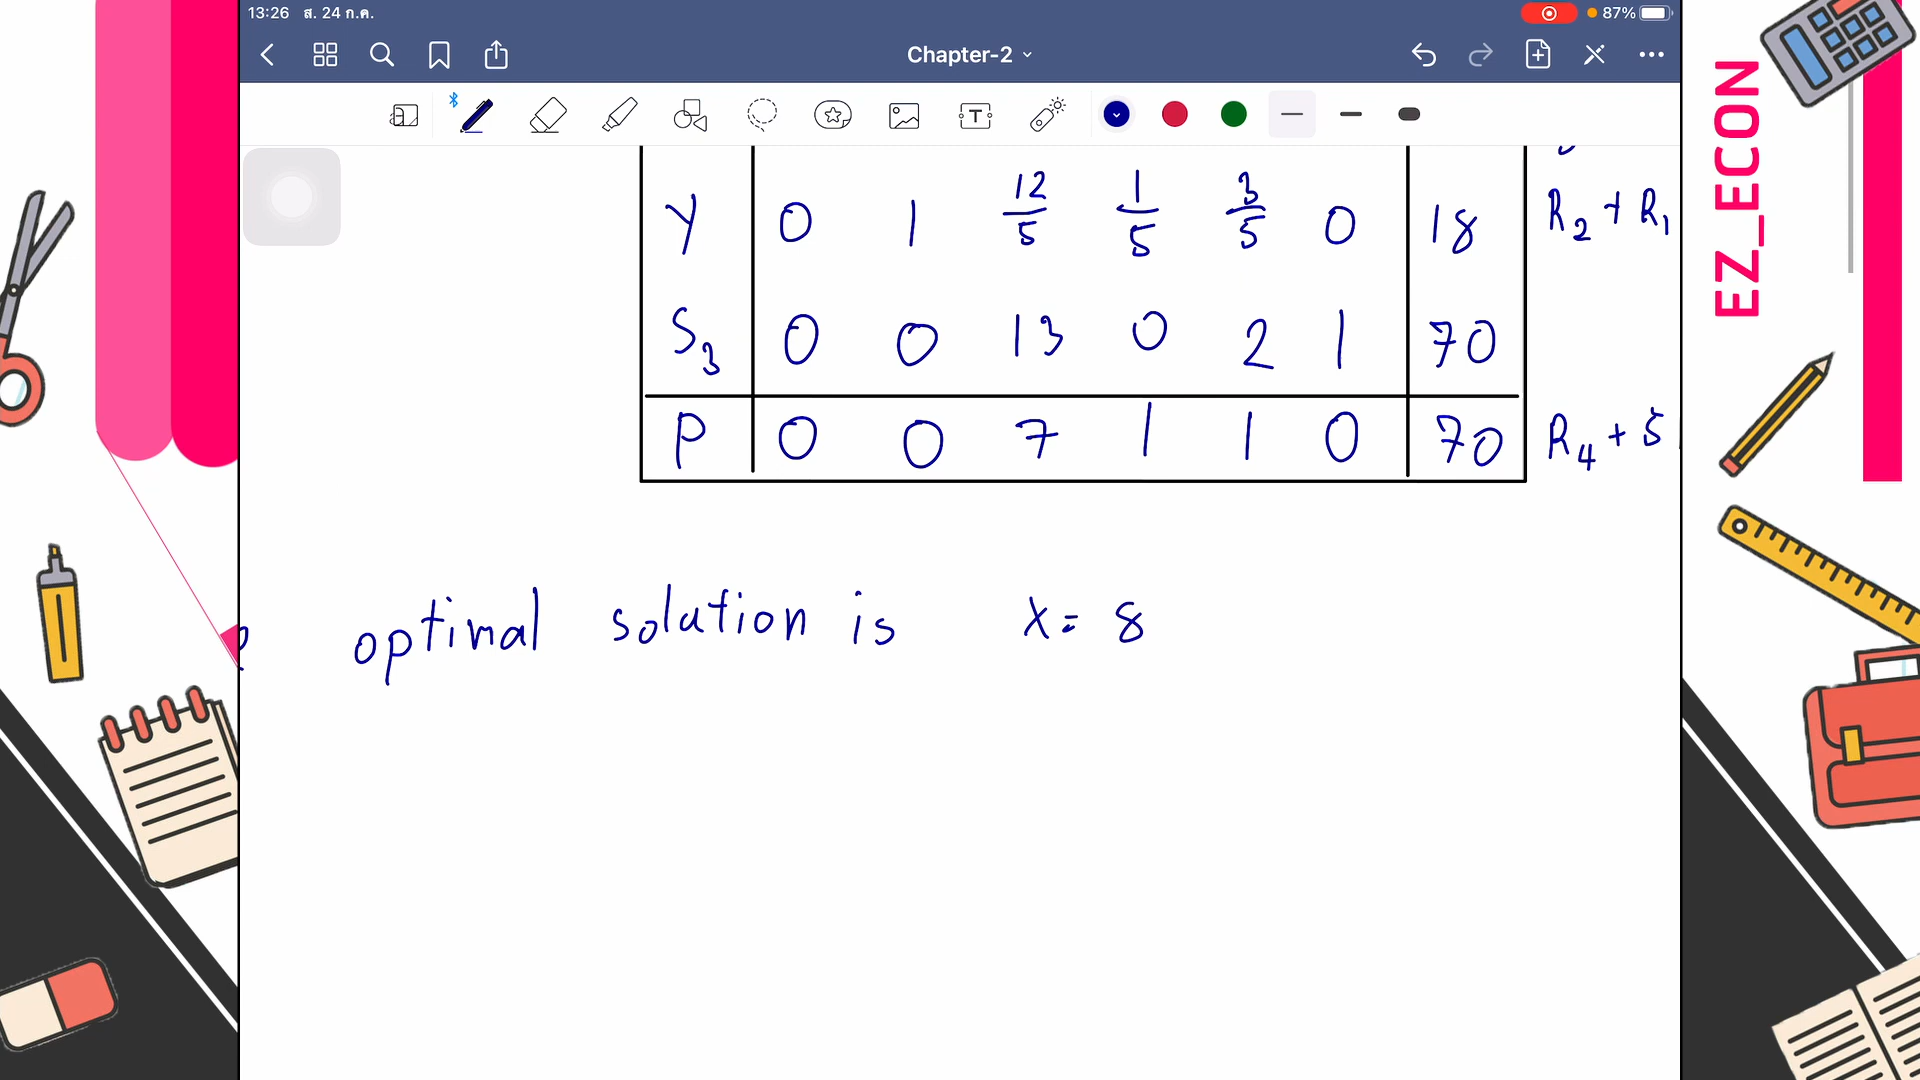 13:26 ส. 24 ก.ค. 87%
Chapter-2
EZ_ECON
y 0 1 12/5 1/5 3/5 0 18 R₂ + R₁
S₃ 0 0 13 0 2 1 70
P 0 0 7 1 1 0 70 R₄ + 5
optimal solution is x = 8